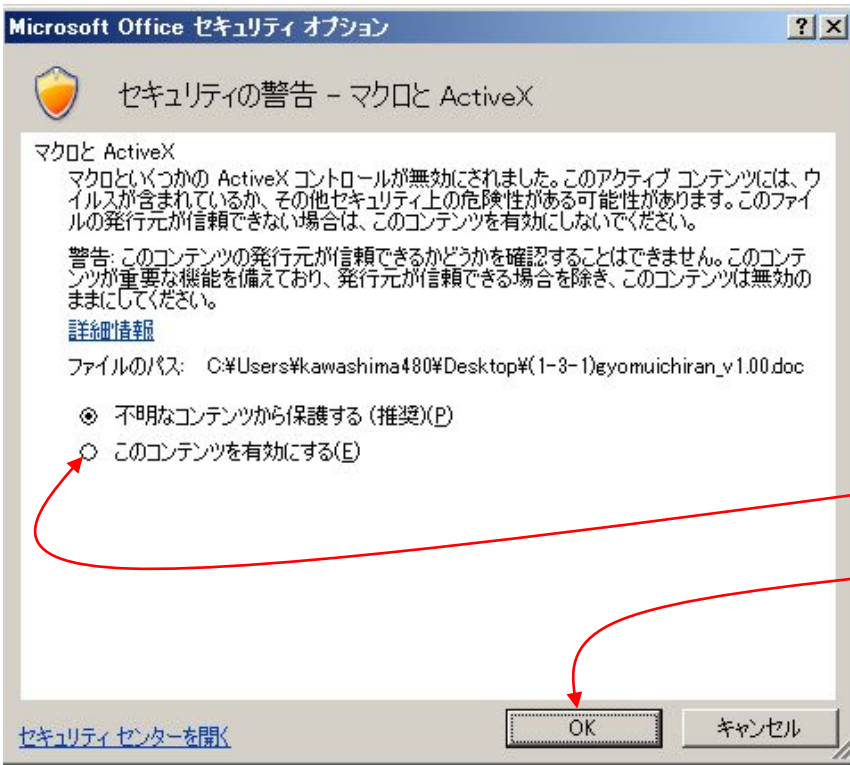 Microsoft Office セキュリティ オプション
セキュリティの警告 - マクロと ActiveX
マクロと ActiveX
マクロといくつかの ActiveX コントロールが無効にされました。このアクティブ コンテンツには、ウ
イルスが含まれているか、その他セキュリティ上の危険性がある可能性があります。このファイ
ルの発行元が信頼できない場合は、このコンテンツを有効にしないでください。
警告: このコンテンツの発行元が信頼できるかどうかを確認することはできません。このコンテ
ンツが重要な機能を備えており、発行元が信頼できる場合を除き、このコンテンツは無効の
ままにしてください。
詳細情報
ファイルのパス: C:¥Users¥kawashima480¥Desktop¥(1-3-1)gyomuichiran_v1.00.doc
不明なコンテンツから保護する (推奨)(P)
このコンテンツを有効にする(E)
セキュリティ センターを開く
OK
キャンセル